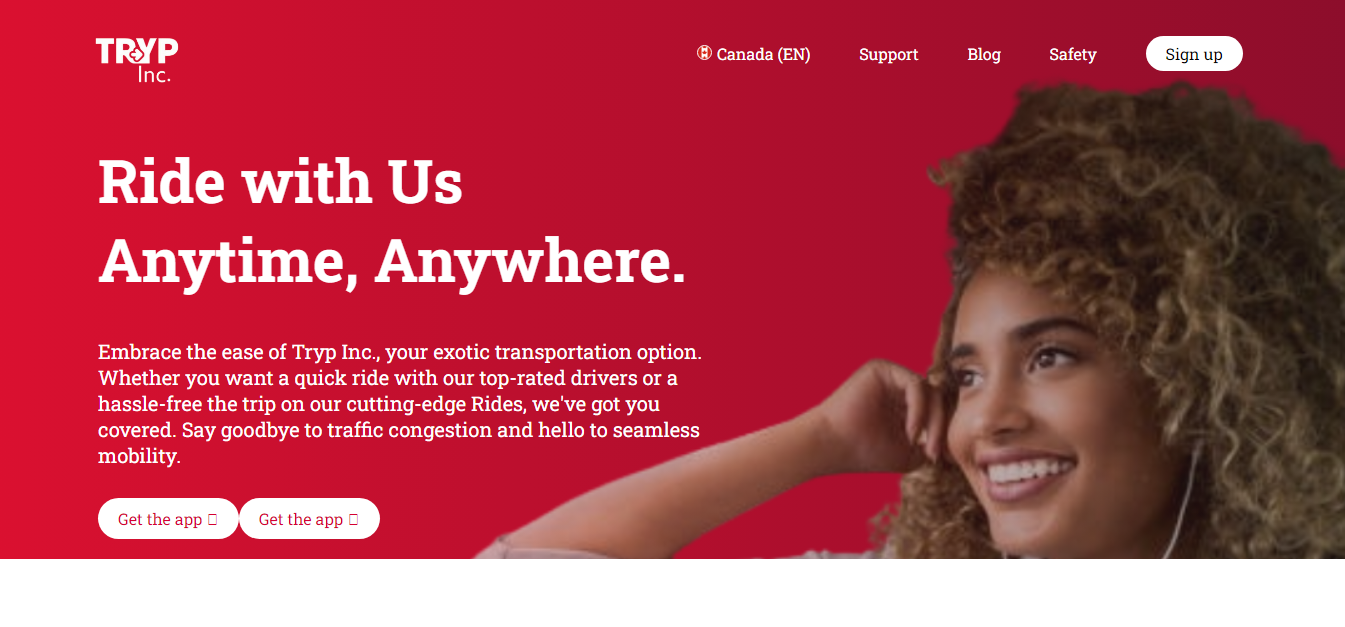 TRYP
Inc.
Canada (EN)
Support
Blog
Safety
Sign up
Ride with Us
Anytime, Anywhere.
Embrace the ease of Tryp Inc., your exotic transportation option.
Whether you want a quick ride with our top-rated drivers or a
hassle-free the trip on our cutting-edge Rides, we've got you
covered. Say goodbye to traffic congestion and hello to seamless
mobility.
Get the app
Get the app